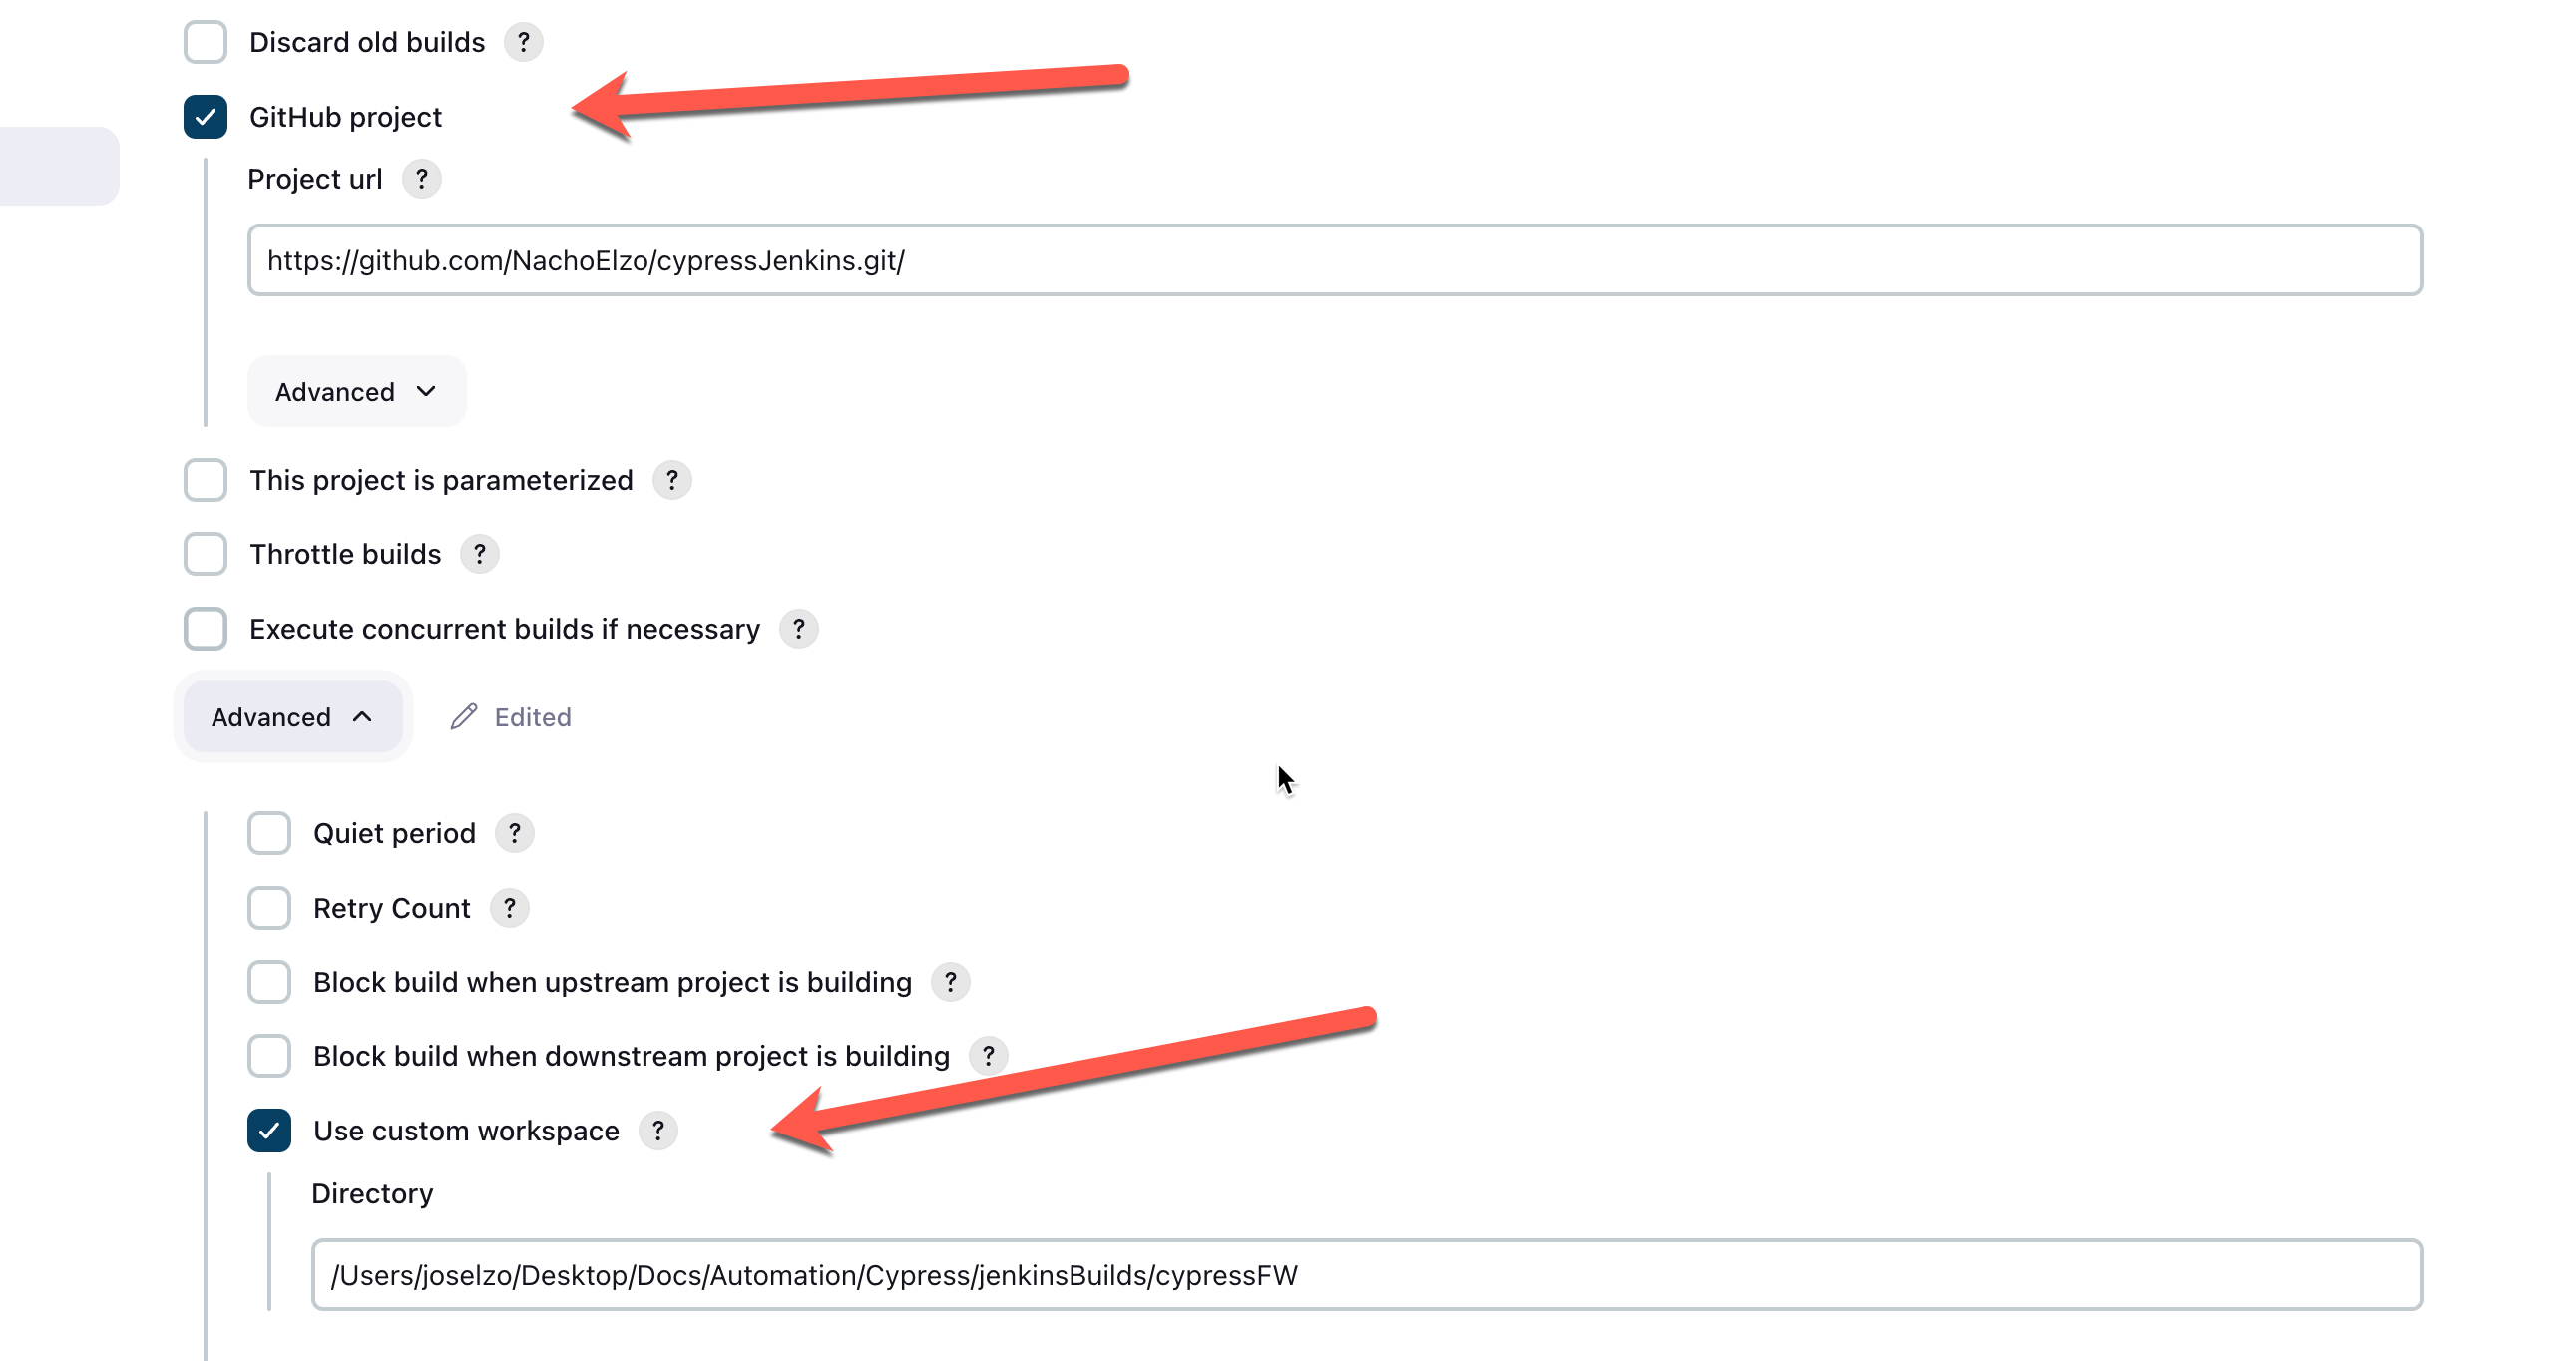 Discard old builds ?
GitHub project
Project url ?
https://github.com/NachoElzo/cypressJenkins.git/
Advanced
This project is parameterized ?
Throttle builds ?
Execute concurrent builds if necessary ?
Advanced Edited
Quiet period ?
Retry Count ?
Block build when upstream project is building ?
Block build when downstream project is building ?
Use custom workspace ?
Directory
/Users/joselzo/Desktop/Docs/Automation/Cypress/jenkinsBuilds/cypressFW